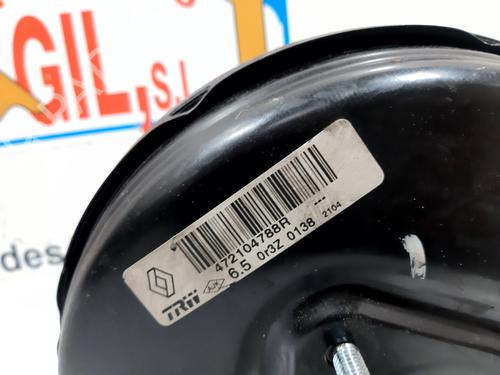 GIL,S.L
des
472104788R ---
6.5 0r3Z 0138 2104
TRW